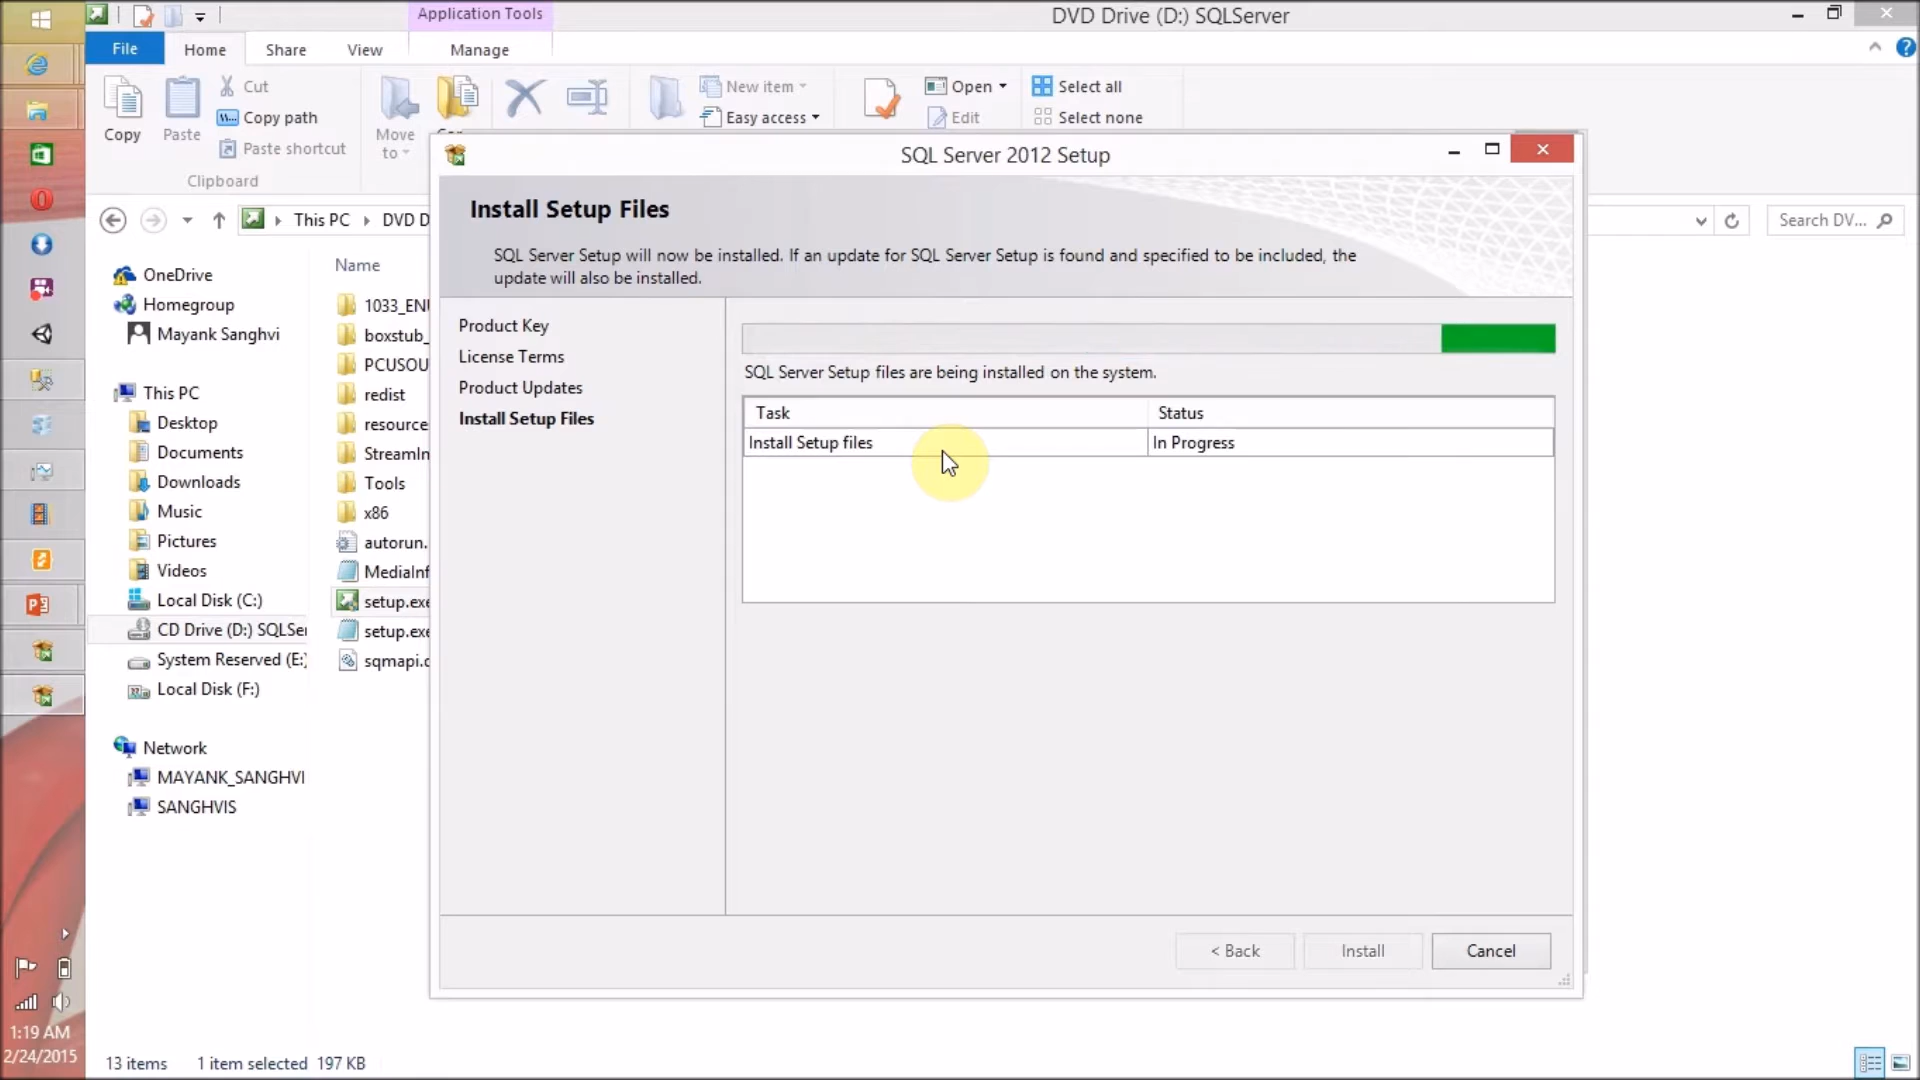 Application Tools
DVD Drive (D:) SQLServer
File
Home
Share
View
Manage
Copy
Paste
Cut
Copy path
Paste shortcut
Clipboard
Move
to
New item
Easy access
Open
Edit
Select all
Select none
This PC
DVD D
Search DV...
OneDrive
Homegroup
Mayank Sanghvi
This PC
Desktop
Documents
Downloads
Music
Pictures
Videos
Local Disk (C:)
CD Drive (D:) SQLSer
System Reserved (E:)
Local Disk (F:)
Network
MAYANK_SANGHVI
SANGHVIS
Name
1033_ENU
boxstub_
PCUSOU
redist
resource
StreamIn
Tools
x86
autorun.
MediaInf
setup.exe
setup.exe
sqmapi.d
SQL Server 2012 Setup
Install Setup Files
SQL Server Setup will now be installed. If an update for SQL Server Setup is found and specified to be included, the
update will also be installed.
Product Key
License Terms
Product Updates
Install Setup Files
SQL Server Setup files are being installed on the system.
Task
Status
Install Setup files
In Progress
< Back
Install
Cancel
1:19 AM
2/24/2015
13 items
1 item selected 197 KB